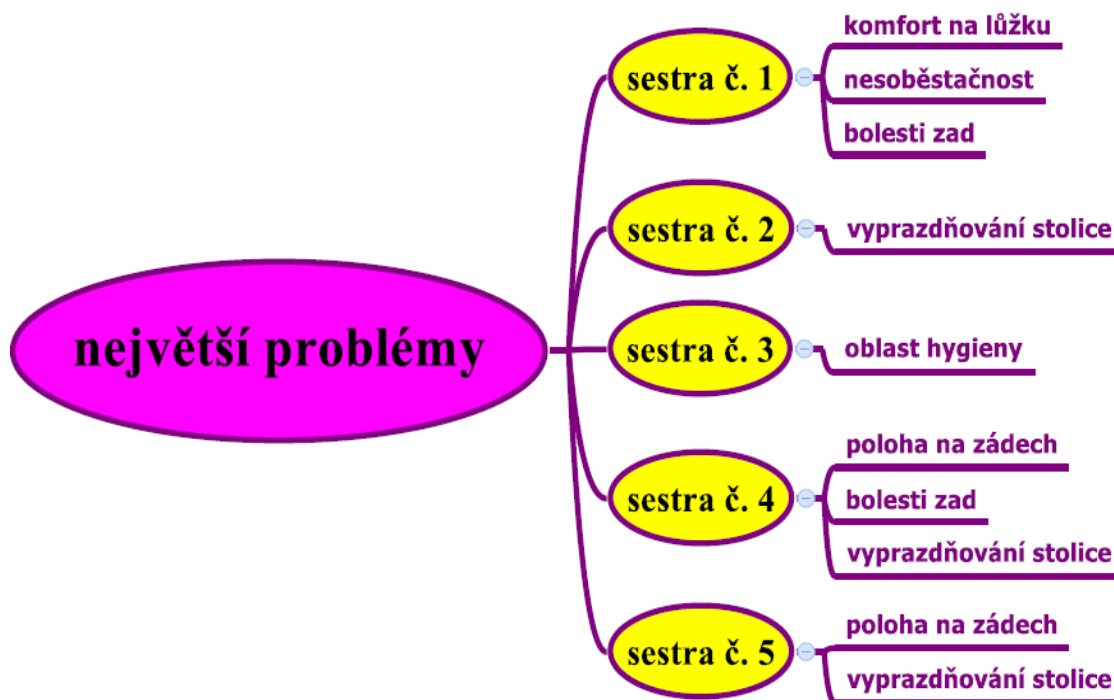 největší problémy
sestra č. 1
komfort na lůžku
nesoběstačnost
bolesti zad
sestra č. 2
vyprazdňování stolice
sestra č. 3
oblast hygieny
sestra č. 4
poloha na zádech
bolesti zad
vyprazdňování stolice
sestra č. 5
poloha na zádech
vyprazdňování stolice